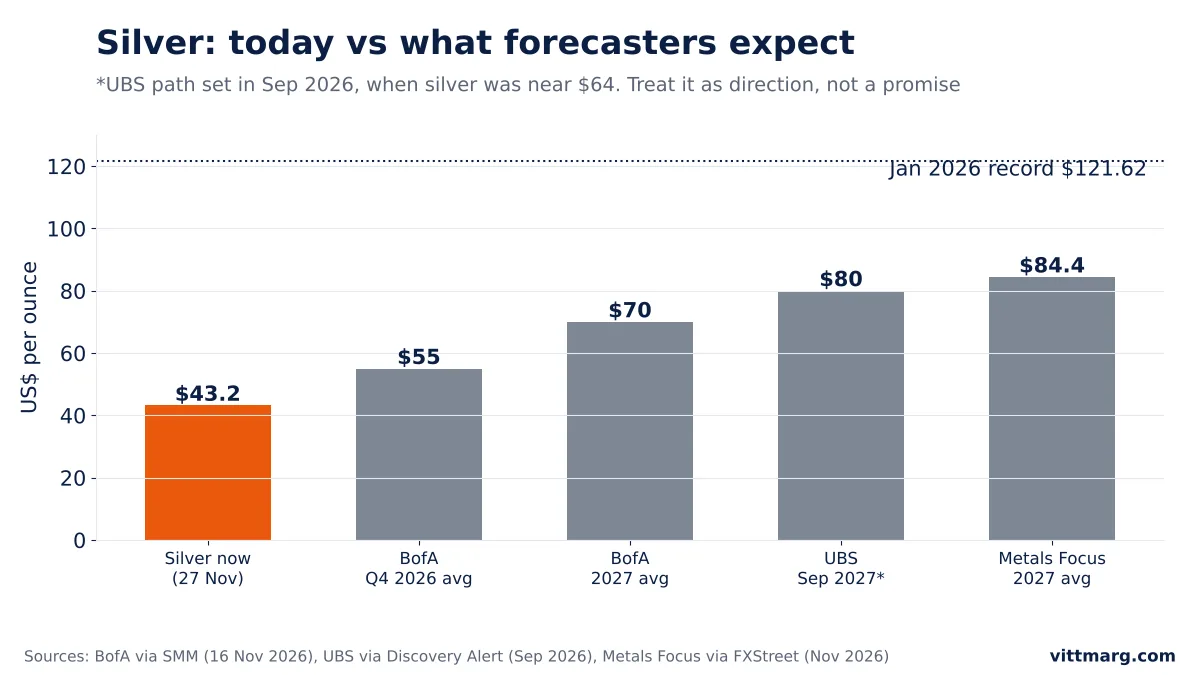 Silver: today vs what forecasters expect
*UBS path set in Sep 2026, when silver was near $64. Treat it as direction, not a promise
US$ per ounce
120
100
80
60
40
20
0
Jan 2026 record $121.62
$43.2
$55
$70
$80
$84.4
Silver now
(27 Nov)
BofA
Q4 2026 avg
BofA
2027 avg
UBS
Sep 2027*
Metals Focus
2027 avg
Sources: BofA via SMM (16 Nov 2026), UBS via Discovery Alert (Sep 2026), Metals Focus via FXStreet (Nov 2026)
vittmarg.com